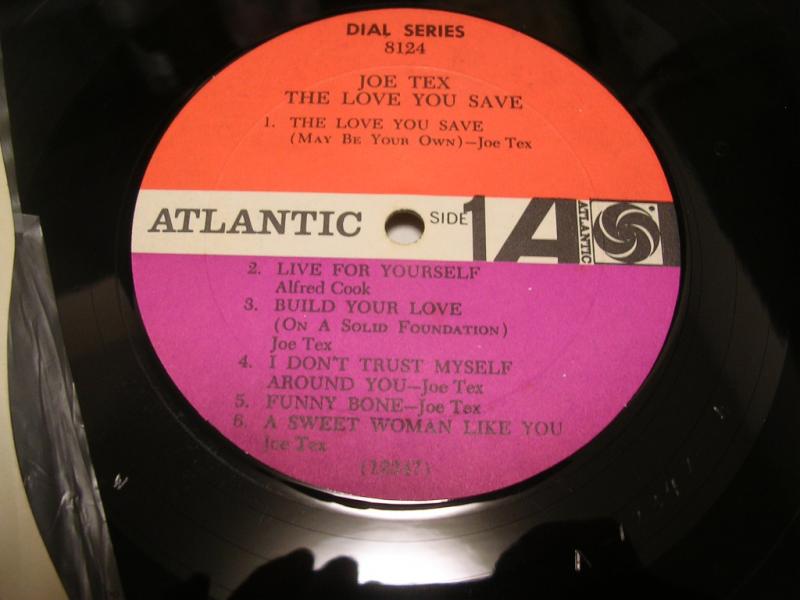 DIAL SERIES
8124
JOE TEX
THE LOVE YOU SAVE
1. THE LOVE YOU SAVE
(MAY BE YOUR OWN)—Joe Tex
ATLANTIC SIDE 1A ATLANTIC
2. LIVE FOR YOURSELF
Alfred Cook
3. BUILD YOUR LOVE
(ON A SOLID FOUNDATION)
Joe Tex
4. I DON'T TRUST MYSELF
AROUND YOU—Joe Tex
5. FUNNY BONE—Joe Tex
6. A SWEET WOMAN LIKE YOU
Joe Tex